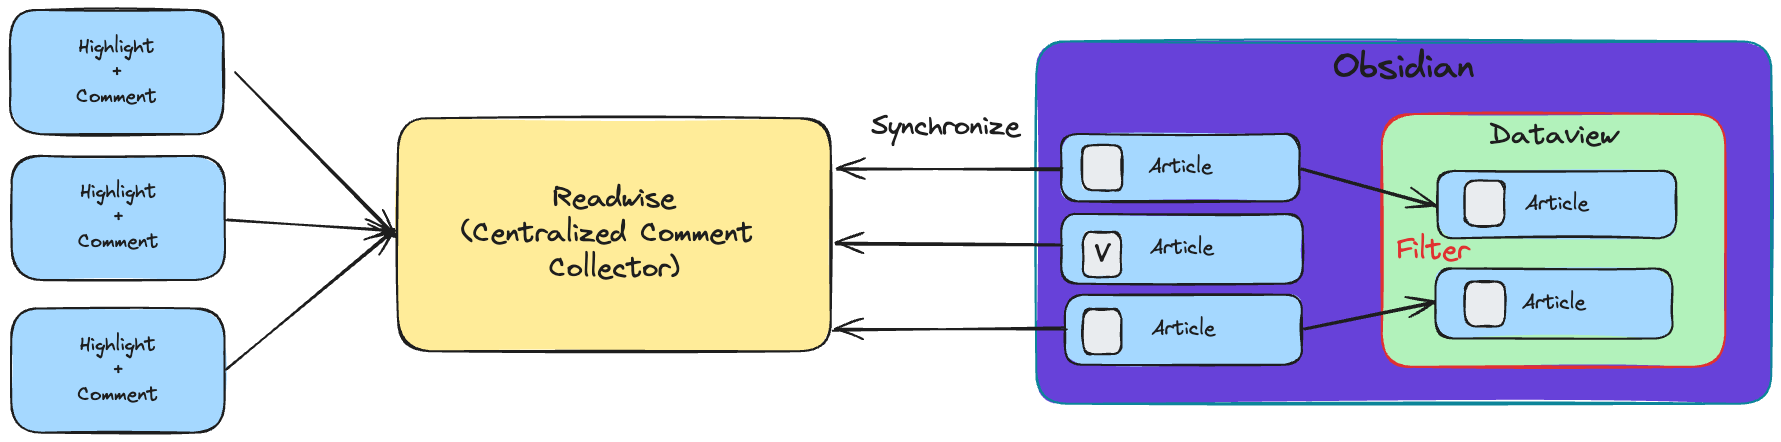 Highlight
+
Comment
Highlight
+
Comment
Highlight
+
Comment
Readwise
(Centralized Comment
Collector)
Synchronize
Obsidian
Article
V
Article
Article
Dataview
Article
Filter
Article